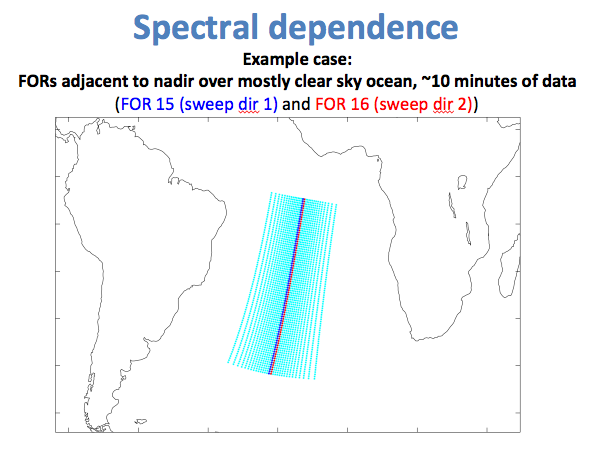 Spectral dependence
Example case:
FORs adjacent to nadir over mostly clear sky ocean, ~10 minutes of data
(FOR 15 (sweep dir 1) and FOR 16 (sweep dir 2))